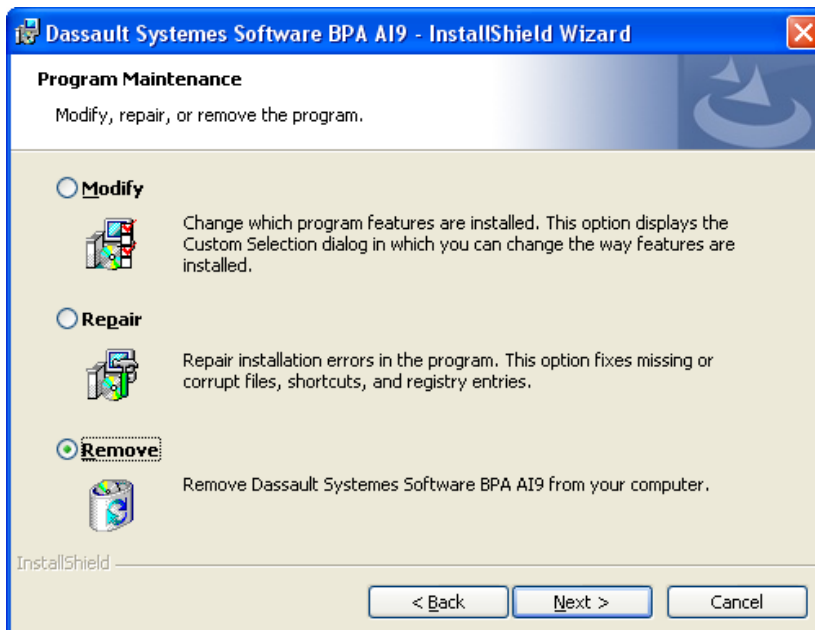 Dassault Systemes Software BPA AI9 - InstallShield Wizard
Program Maintenance
Modify, repair, or remove the program.
Modify
Change which program features are installed. This option displays the
Custom Selection dialog in which you can change the way features are
installed.
Repair
Repair installation errors in the program. This option fixes missing or
corrupt files, shortcuts, and registry entries.
Remove
Remove Dassault Systemes Software BPA AI9 from your computer.
InstallShield
< Back
Next >
Cancel